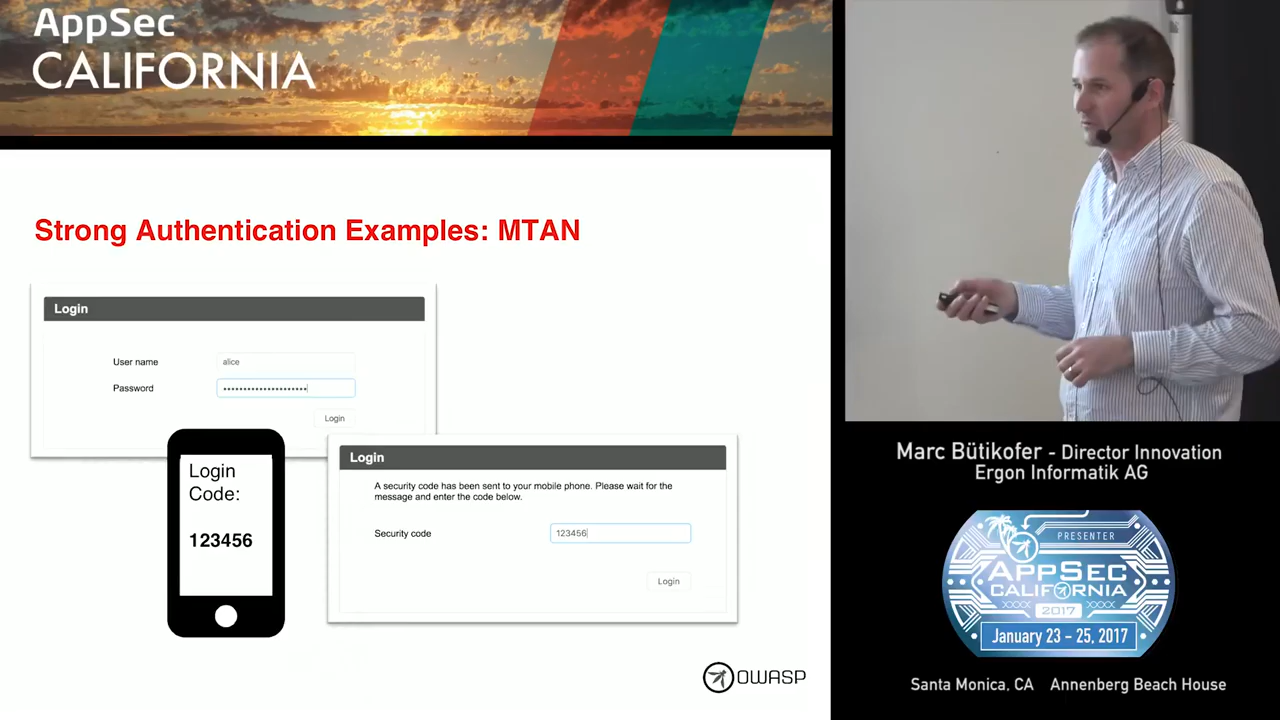 AppSec
CALIFORNIA
Strong Authentication Examples: MTAN
Login
User name
alice
Password
•••••••••••••••••••••
Login
Login
Code:
123456
Login
A security code has been sent to your mobile phone. Please wait for the
message and enter the code below.
Security code
123456
Login
OWASP
Marc Bütikofer - Director Innovation
Ergon Informatik AG
PRESENTER
APPSEC
CALIFORNIA
2017
January 23 - 25, 2017
Santa Monica, CA Annenberg Beach House